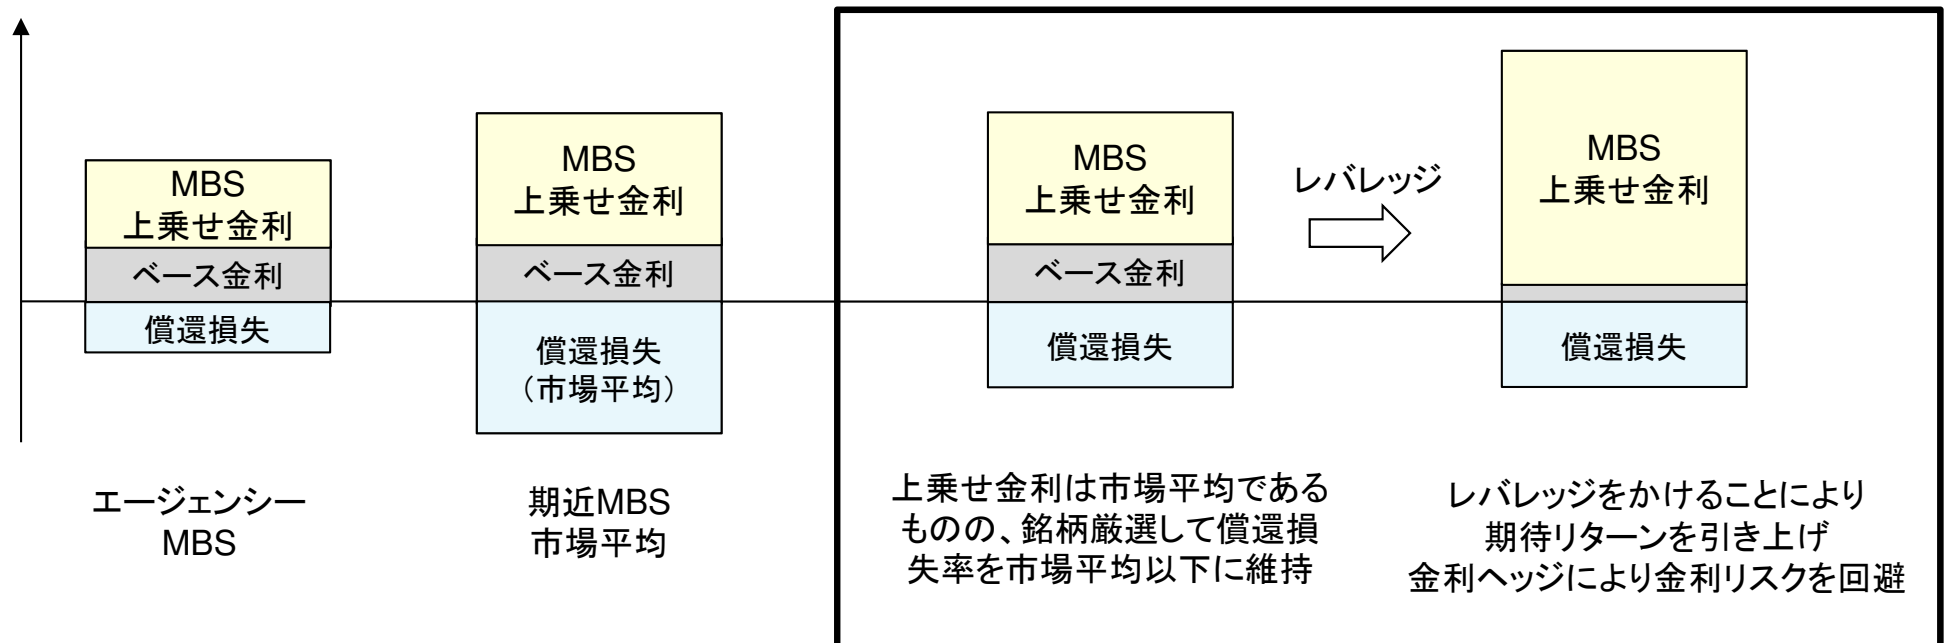 MBS
上乗せ金利
ベース金利
償還損失
エージェンシー
MBS
MBS
上乗せ金利
ベース金利
償還損失
（市場平均）
期近MBS
市場平均
MBS
上乗せ金利
ベース金利
償還損失
上乗せ金利は市場平均である
ものの、銘柄厳選して償還損
失率を市場平均以下に維持
レバレッジ
MBS
上乗せ金利
償還損失
レバレッジをかけることにより
期待リターンを引き上げ
金利ヘッジにより金利リスクを回避